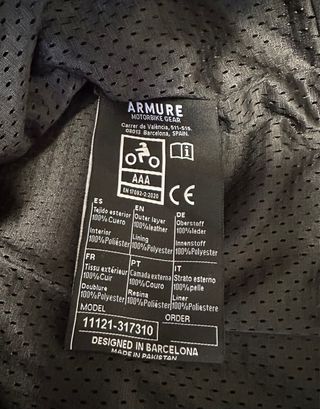 ARMURE
MOTORBIKE GEAR
Carrer de València, 511-515,
08013 Barcelona, SPAIN.
AAA
EN 17092-2:2020
CE
ES
Tejido exterior
100%Cuero
Interior
100%Poliéster
EN
Outer layer
100%leather
Lining
100%Polyester
DE
Oberstoff
100%leder
Innenstoff
100%Polyester
FR
Tissu extérieur
100%Cuir
Doublure
100%Polyester
PT
Camada externa
100%Couro
Resina
100%Poliéster
IT
Strato esterno
100%pelle
Liner
100%Poliestere
MODEL
ORDER
11121-317310
DESIGNED IN BARCELONA
MADE IN PAKISTAN